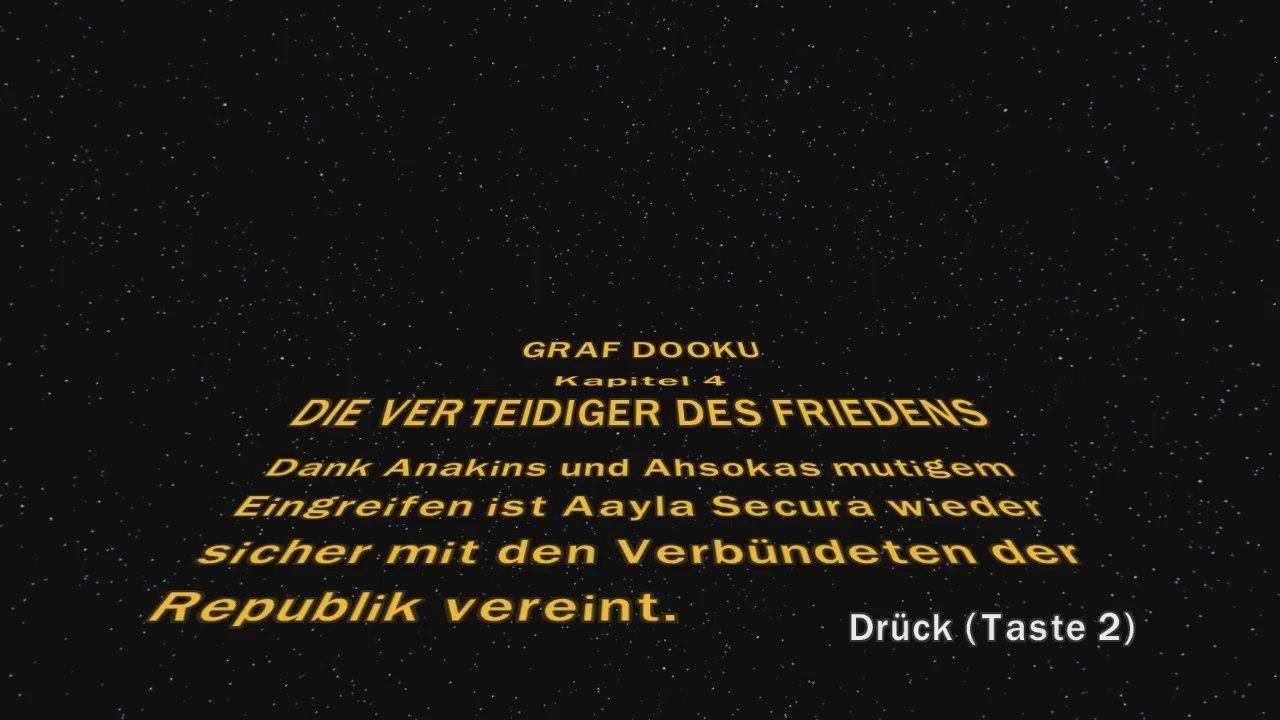 GRAF DOOKU
Kapitel 4
DIE VERTEIDIGER DES FRIEDENS
Dank Anakins und Ahsokas mutigem
Eingreifen ist Aayla Secura wieder
sicher mit den Verbündeten der
Republik vereint.
Drück (Taste 2)